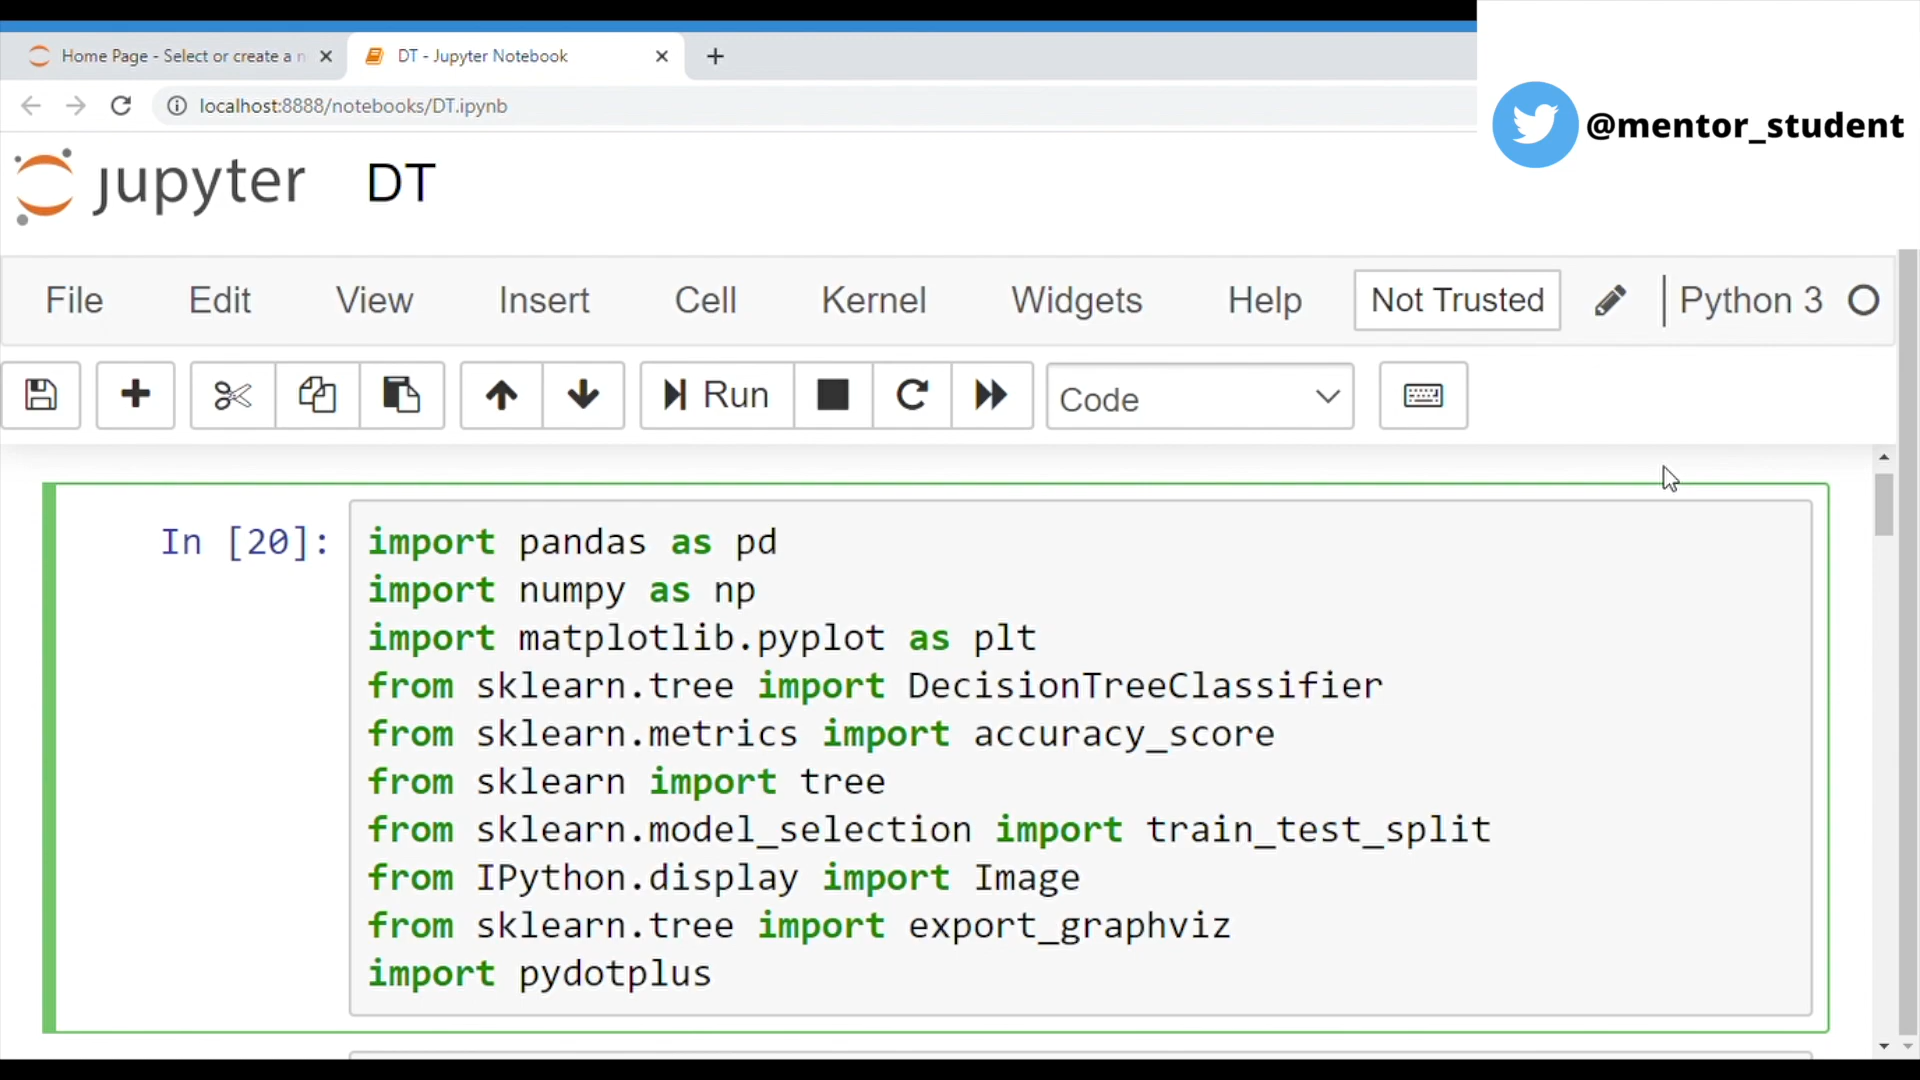 Home Page - Select or create a n
DT - Jupyter Notebook
localhost:8888/notebooks/DT.ipynb
@mentor_student
jupyter DT
File Edit View Insert Cell Kernel Widgets Help Not Trusted Python 3
Run Code
In [20]:
import pandas as pd
import numpy as np
import matplotlib.pyplot as plt
from sklearn.tree import DecisionTreeClassifier
from sklearn.metrics import accuracy_score
from sklearn import tree
from sklearn.model_selection import train_test_split
from IPython.display import Image
from sklearn.tree import export_graphviz
import pydotplus